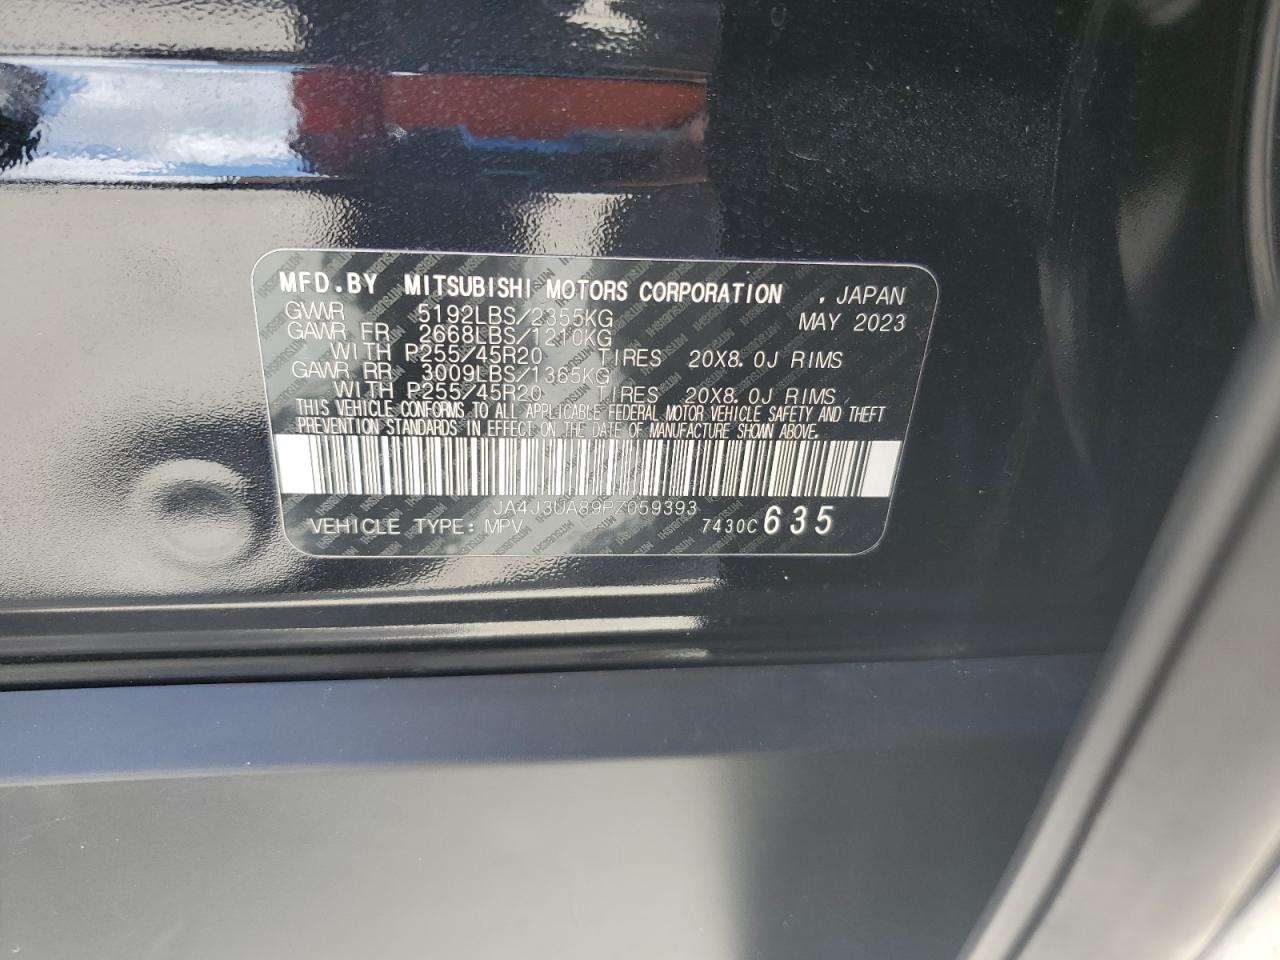 MFD.BY MITSUBISHI MOTORS CORPORATION , JAPAN
GVWR 5192LBS/2355KG MAY 2023
GAWR FR 2668LBS/1210KG
WITH P255/45R20 TIRES 20X8.0J RIMS
GAWR RR 3009LBS/1365KG
WITH P255/45R20 TIRES 20X8.0J RIMS
THIS VEHICLE CONFORMS TO ALL APPLICABLE FEDERAL MOTOR VEHICLE SAFETY AND THEFT
PREVENTION STANDARDS IN EFFECT ON THE DATE OF MANUFACTURE SHOWN ABOVE.
JA4J3UA89PZ059393
VEHICLE TYPE: MPV 7430C 635